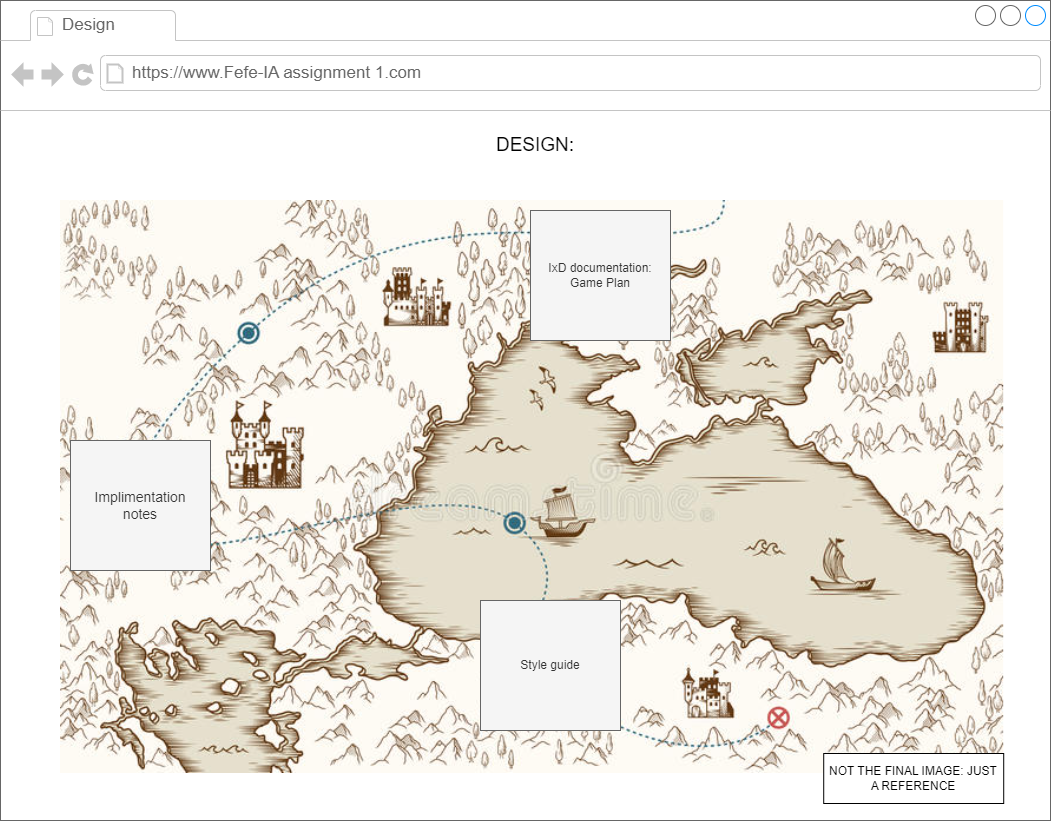 Design
https://www.Fefe-IA assignment 1.com
DESIGN:
IxD documentation:
Game Plan
Implimentation
notes
Style guide
NOT THE FINAL IMAGE: JUST
A REFERENCE